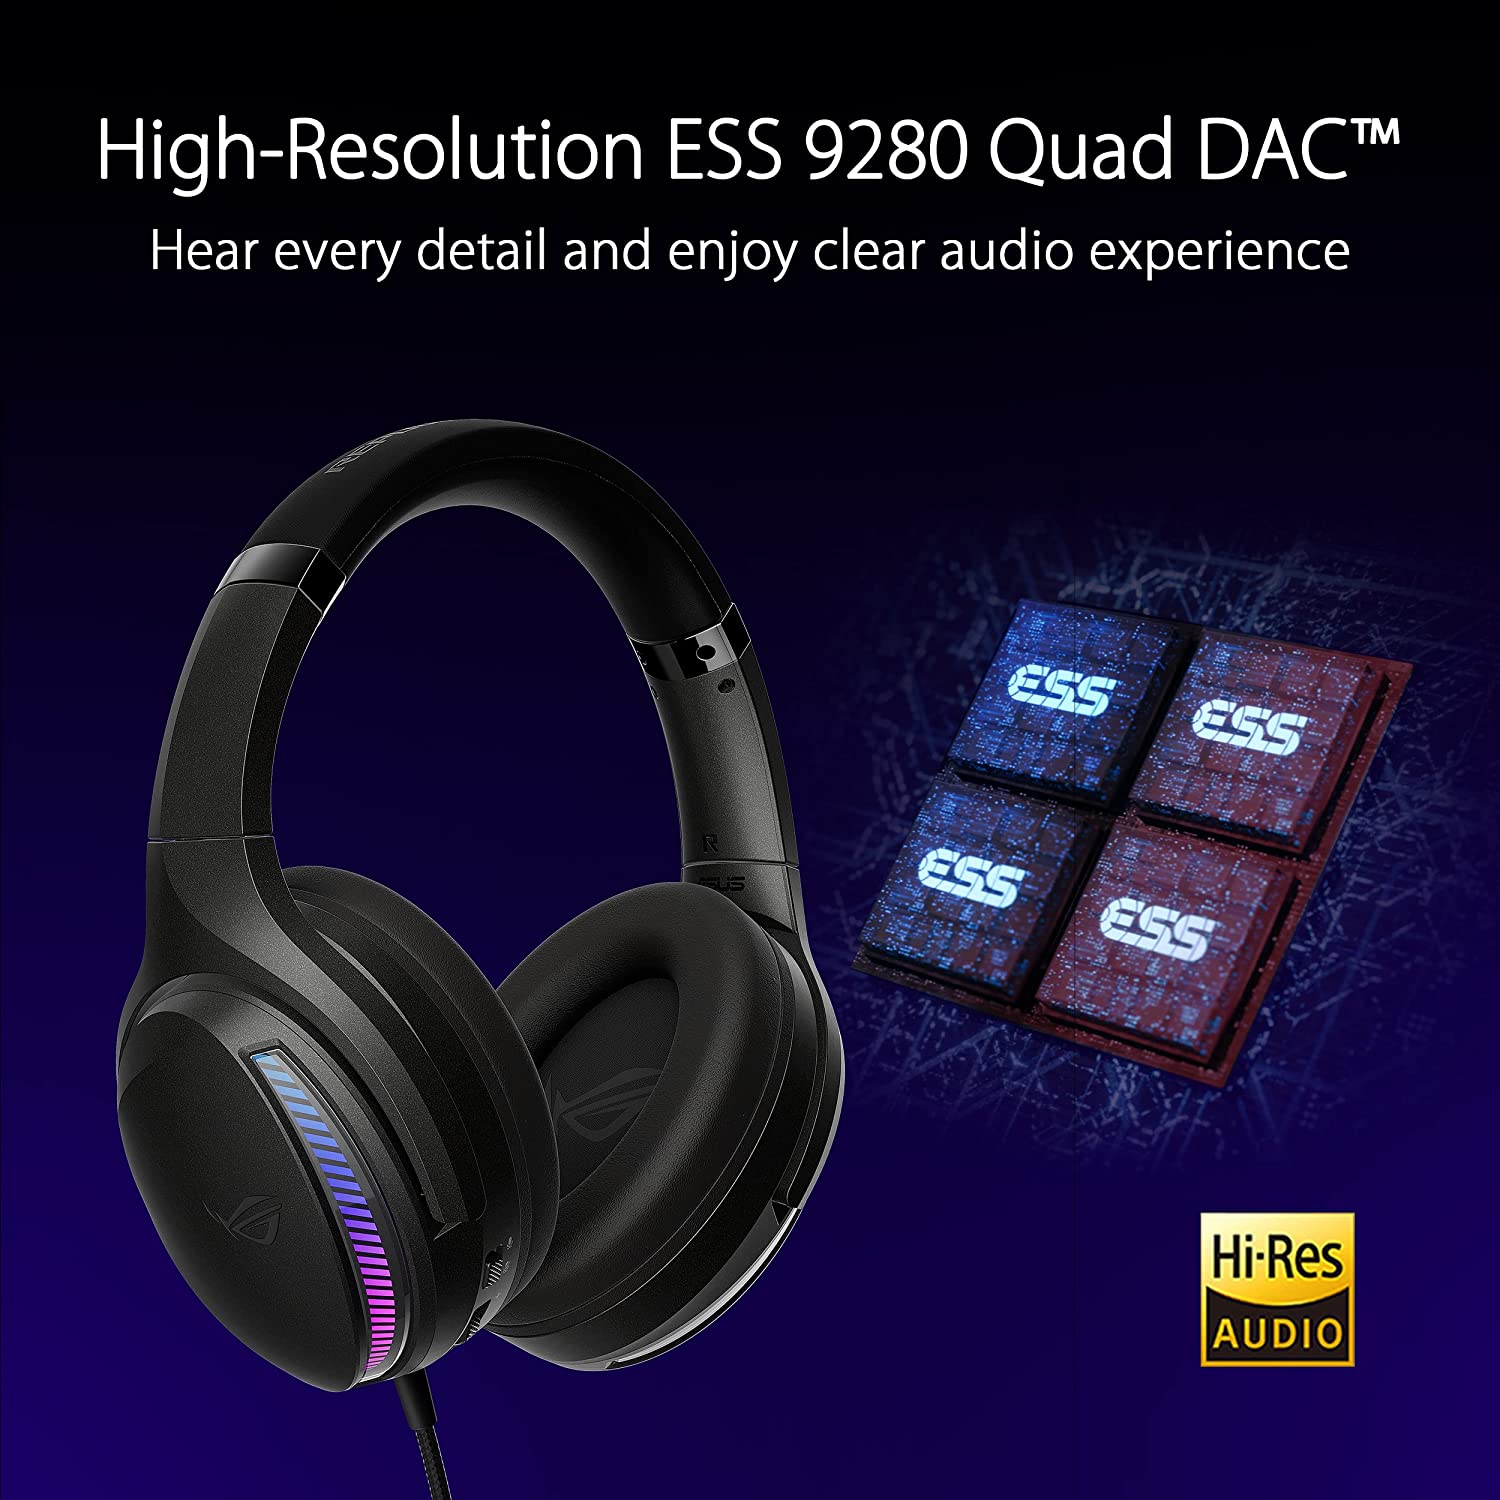 High-Resolution ESS 9280 Quad DAC™
Hear every detail and enjoy clear audio experience
ESS
ESS
ESS
ESS
R
ASUS
Hi-Res
AUDIO